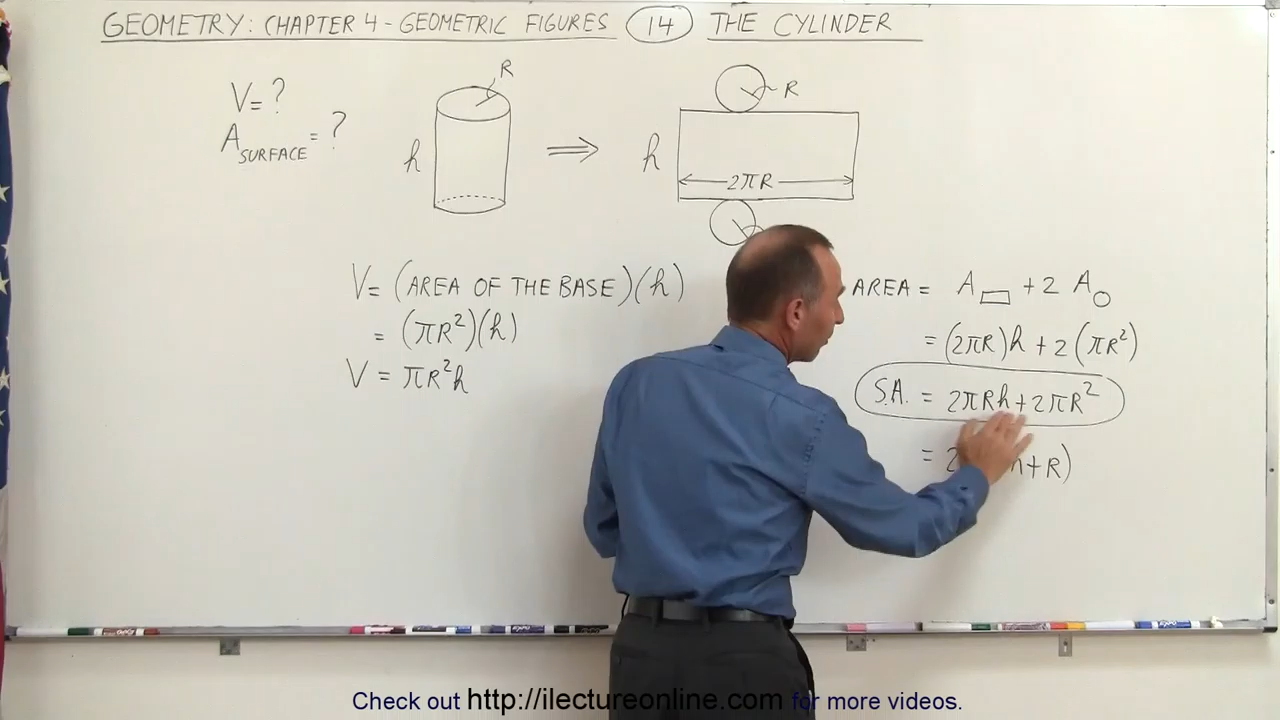 GEOMETRY: CHAPTER 4 - GEOMETRIC FIGURES 14 THE CYLINDER
V = ?
A SURFACE = ?
R
h
R
h
2πR
V = (AREA OF THE BASE)(h)
= (πR²)(h)
V = πR²h
AREA = A▭ + 2 A○
= (2πR)h + 2(πR²)
S.A. = 2πRh + 2πR²
= 2 h + R)
Check out http://ilectureonline.com for more videos.